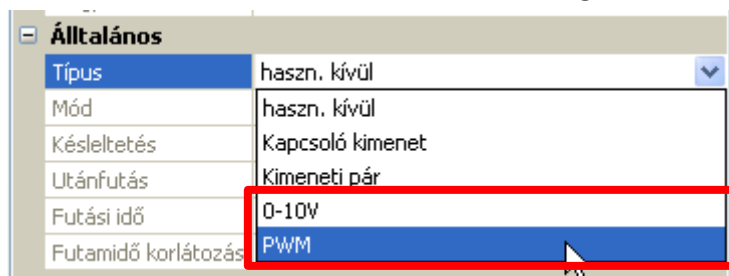 Álltalános
Típus haszn. kívül
Mód haszn. kívül
Késleltetés Kapcsoló kimenet
Utánfutás Kimeneti pár
Futási idő 0-10V
Futamidő korlátozás PWM